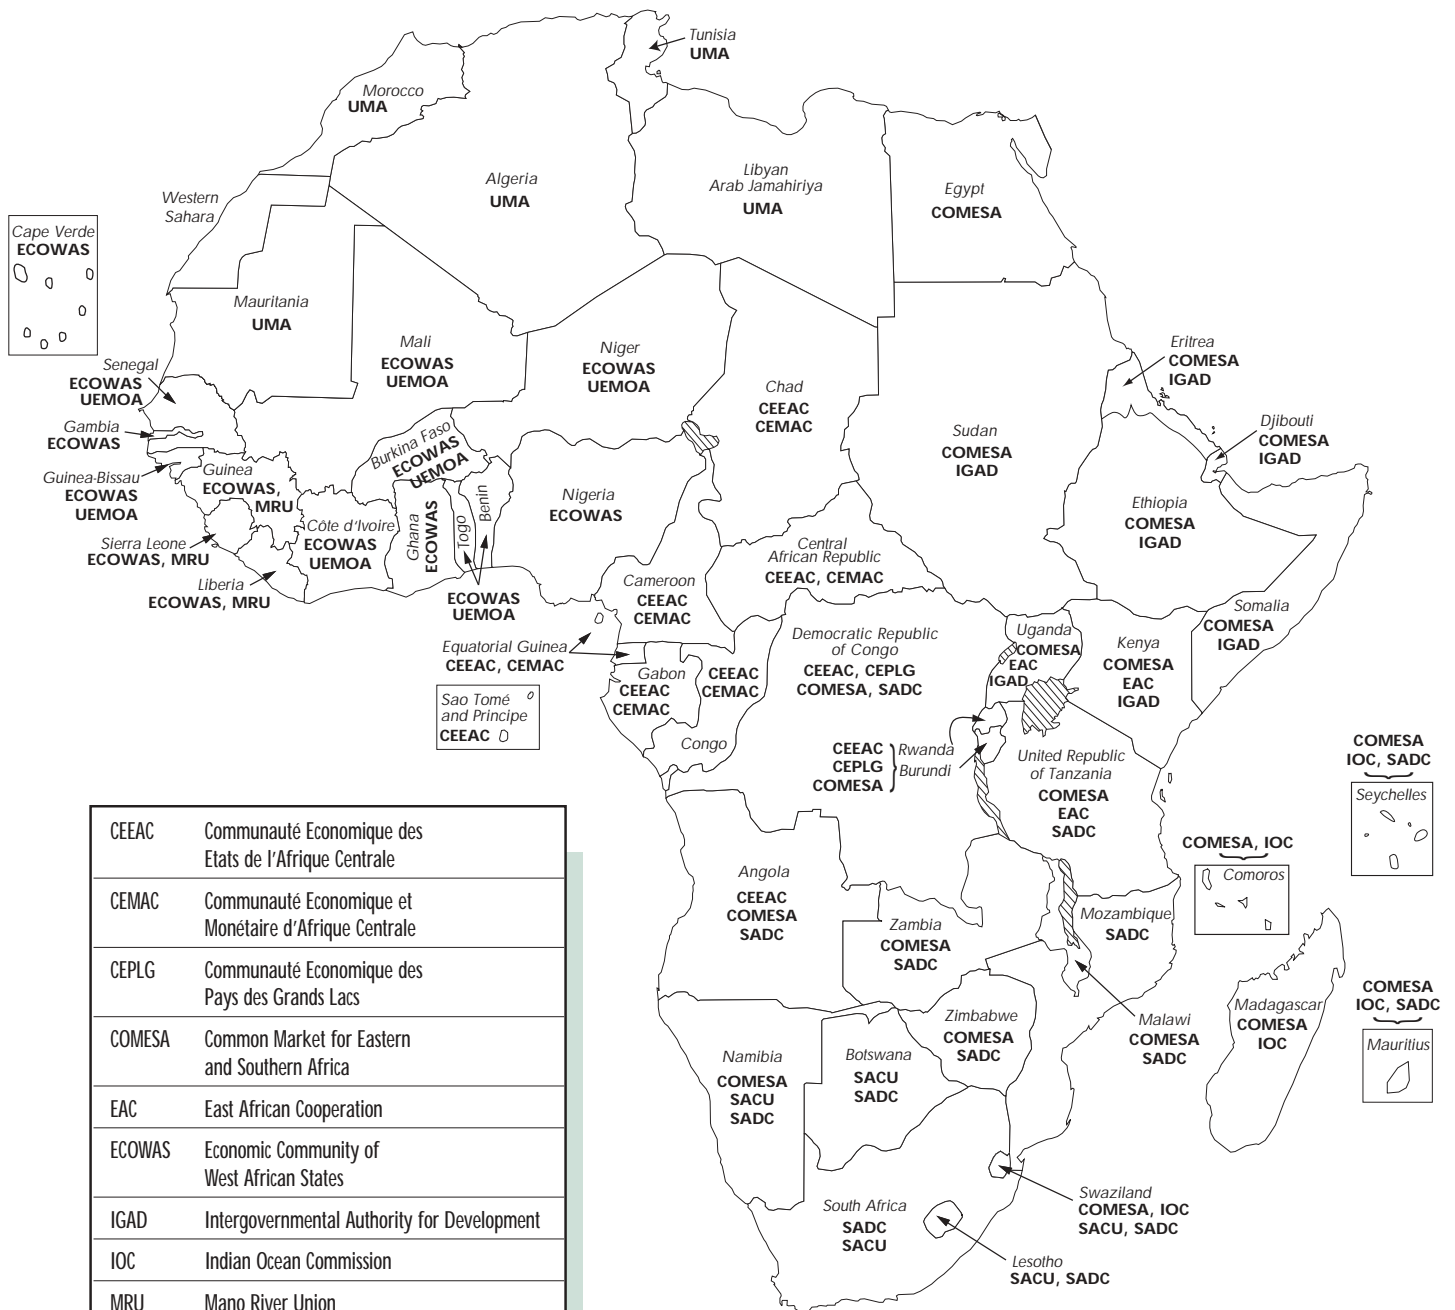 Tunisia
UMA
Morocco
UMA
Algeria
UMA
Libyan
Arab Jamahiriya
UMA
Egypt
COMESA
Western
Sahara
Cape Verde
ECOWAS
Mauritania
UMA
Mali
ECOWAS
UEMOA
Niger
ECOWAS
UEMOA
Chad
CEEAC
CEMAC
Sudan
COMESA
IGAD
Eritrea
COMESA
IGAD
Djibouti
COMESA
IGAD
Ethiopia
COMESA
IGAD
Somalia
COMESA
IGAD
Senegal
ECOWAS
UEMOA
Gambia
ECOWAS
Guinea-Bissau
ECOWAS
UEMOA
Guinea
ECOWAS,
MRU
Sierra Leone
ECOWAS, MRU
Liberia
ECOWAS, MRU
Côte d'Ivoire
ECOWAS
UEMOA
Burkina Faso
ECOWAS
UEMOA
Ghana
ECOWAS
Togo
Benin
ECOWAS
UEMOA
Nigeria
ECOWAS
Cameroon
CEEAC
CEMAC
Central
African Republic
CEEAC, CEMAC
Equatorial Guinea
CEEAC, CEMAC
Sao Tomé
and Principe
CEEAC
Gabon
CEEAC
CEMAC
CEEAC
CEMAC
Congo
Democratic Republic
of Congo
CEEAC, CEPLG
COMESA, SADC
Uganda
COMESA
EAC
IGAD
Kenya
COMESA
EAC
IGAD
CEEAC
CEPLG
COMESA
Rwanda
Burundi
United Republic
of Tanzania
COMESA
EAC
SADC
COMESA
IOC, SADC
Seychelles
COMESA, IOC
Comoros
Angola
CEEAC
COMESA
SADC
Zambia
COMESA
SADC
Mozambique
SADC
Malawi
COMESA
SADC
Madagascar
COMESA
IOC
COMESA
IOC, SADC
Mauritius
Zimbabwe
COMESA
SADC
Namibia
COMESA
SACU
SADC
Botswana
SACU
SADC
South Africa
SADC
SACU
Swaziland
COMESA, IOC
SACU, SADC
Lesotho
SACU, SADC
CEEAC Communauté Economique des
Etats de l'Afrique Centrale
CEMAC Communauté Economique et
Monétaire d'Afrique Centrale
CEPLG Communauté Economique des
Pays des Grands Lacs
COMESA Common Market for Eastern
and Southern Africa
EAC East African Cooperation
ECOWAS Economic Community of
West African States
IGAD Intergovernmental Authority for Development
IOC Indian Ocean Commission
MRU Mano River Union